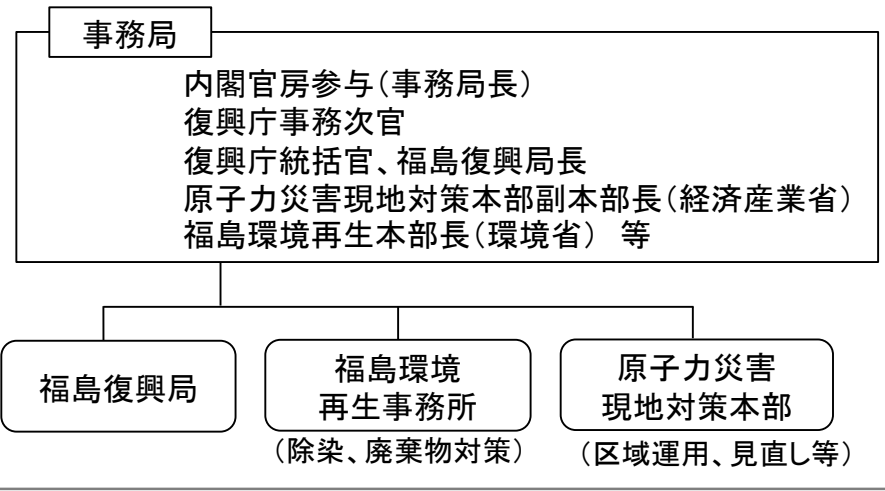 事務局
内閣官房参与(事務局長)
復興庁事務次官
復興庁統括官、福島復興局長
原子力災害現地対策本部副本部長(経済産業省)
福島環境再生本部長(環境省) 等
福島復興局
福島環境
再生事務所
(除染、廃棄物対策)
原子力災害
現地対策本部
(区域運用、見直し等)